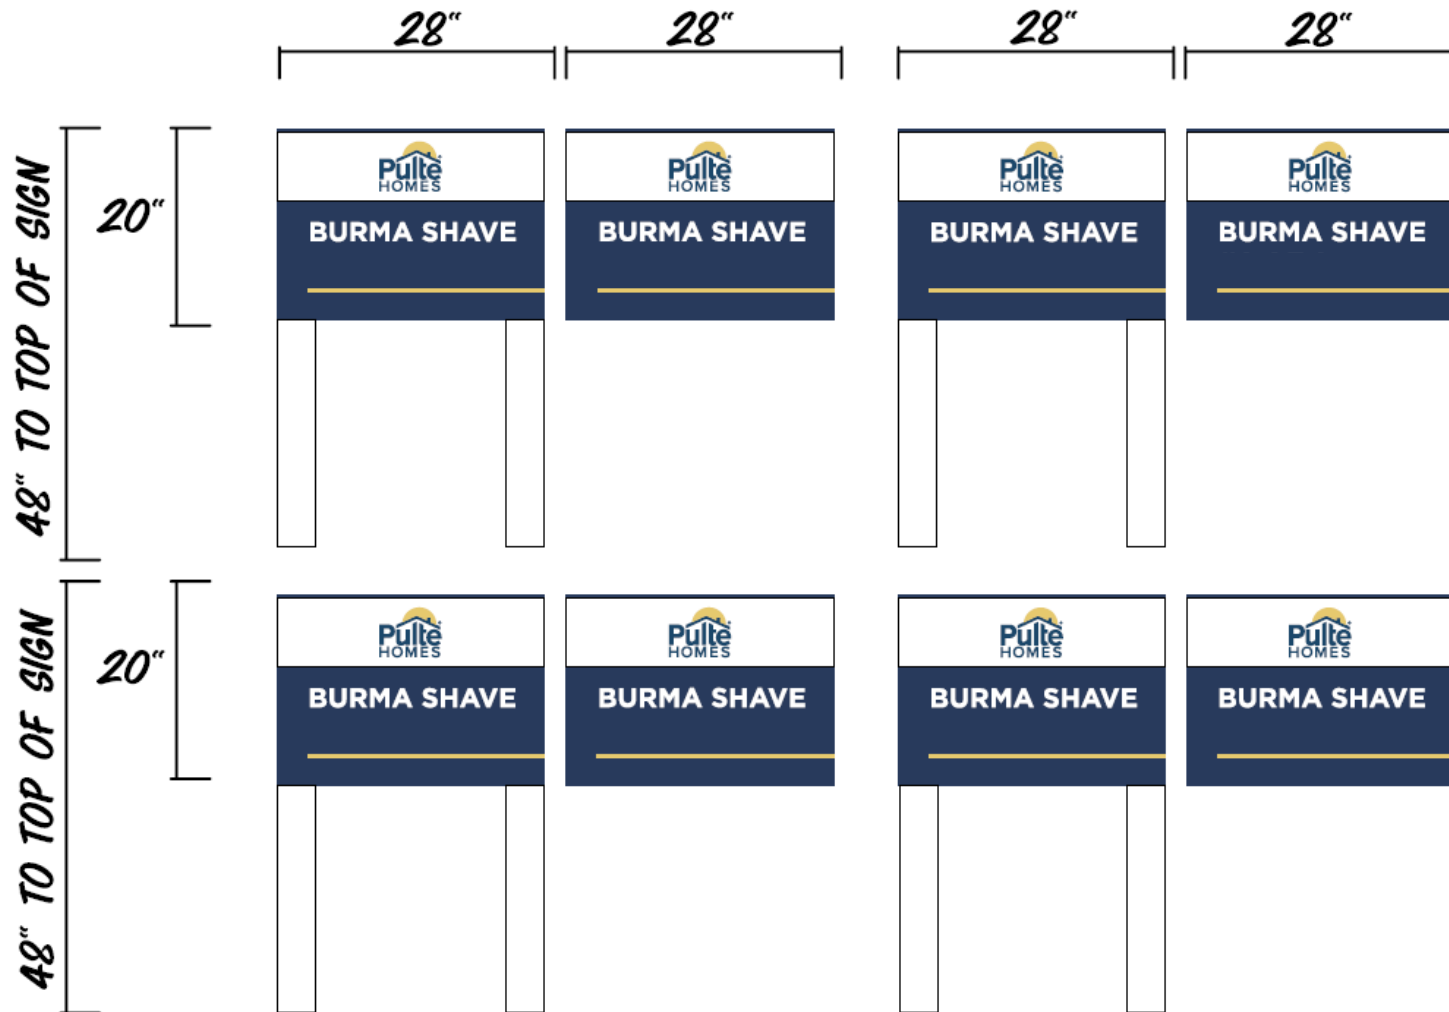 28" 28" 28" 28"
48" TO TOP OF SIGN
20"
Pulte
HOMES
BURMA SHAVE
Pulte
HOMES
BURMA SHAVE
Pulte
HOMES
BURMA SHAVE
Pulte
HOMES
BURMA SHAVE
48" TO TOP OF SIGN
20"
Pulte
HOMES
BURMA SHAVE
Pulte
HOMES
BURMA SHAVE
Pulte
HOMES
BURMA SHAVE
Pulte
HOMES
BURMA SHAVE